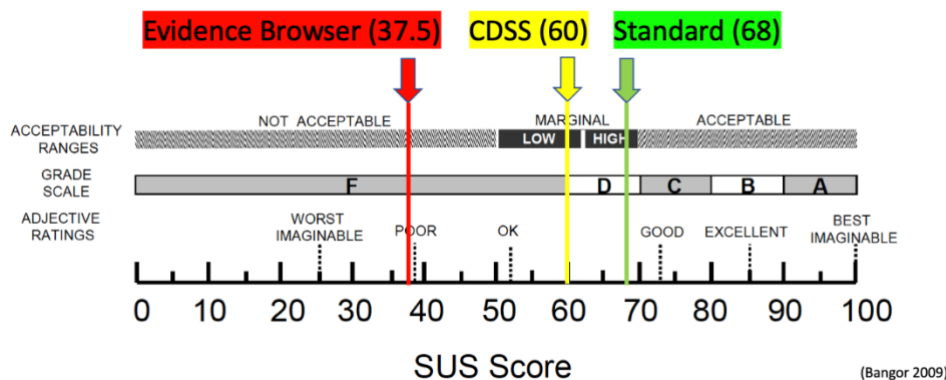 Evidence Browser (37.5) CDSS (60) Standard (68)
NOT ACCEPTABLE MARGINAL ACCEPTABLE
ACCEPTABILITY RANGES
LOW HIGH
GRADE SCALE
F D C B A
ADJECTIVE RATINGS
WORST IMAGINABLE
POOR
OK
GOOD
EXCELLENT
BEST IMAGINABLE
0 10 20 30 40 50 60 70 80 90 100
SUS Score
(Bangor 2009)